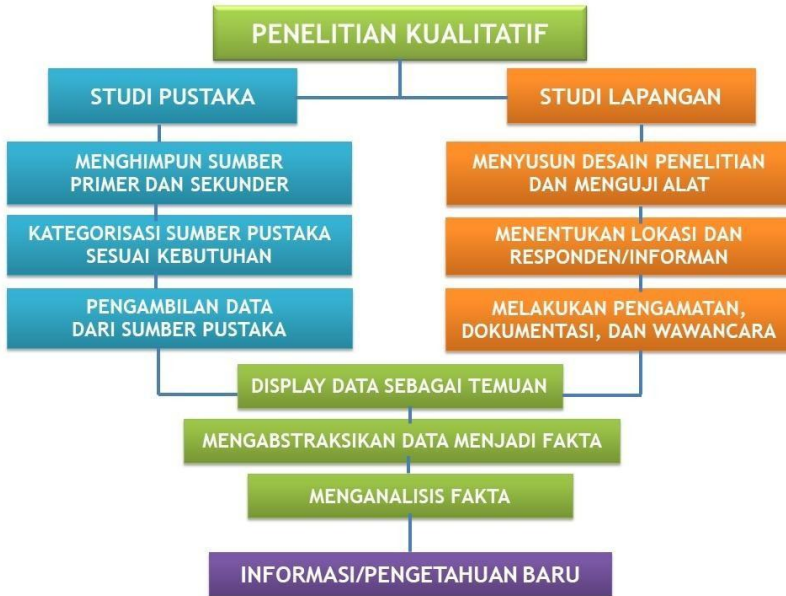 PENELITIAN KUALITATIF
STUDI PUSTAKA
MENGHIMPUN SUMBER
PRIMER DAN SEKUNDER
KATEGORISASI SUMBER PUSTAKA
SESUAI KEBUTUHAN
PENGAMBILAN DATA
DARI SUMBER PUSTAKA
STUDI LAPANGAN
MENYUSUN DESAIN PENELITIAN
DAN MENGUJI ALAT
MENENTUKAN LOKASI DAN
RESPONDEN/INFORMAN
MELAKUKAN PENGAMATAN,
DOKUMENTASI, DAN WAWANCARA
DISPLAY DATA SEBAGAI TEMUAN
MENGABSTRAKSIKAN DATA MENJADI FAKTA
MENGANALISIS FAKTA
INFORMASI/PENGETAHUAN BARU